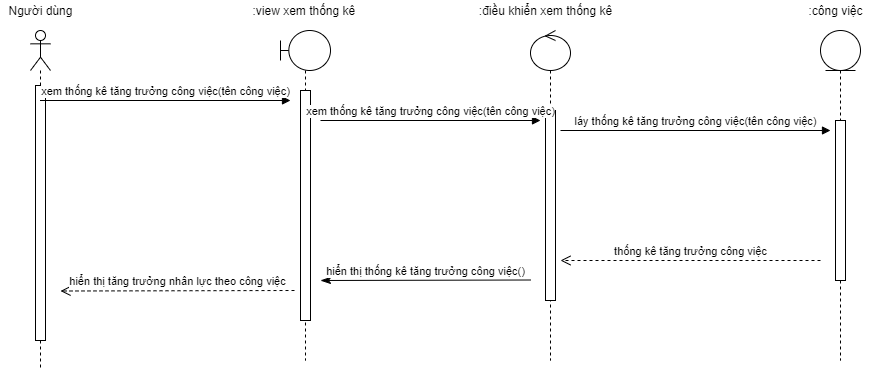 Người dùng
:view xem thống kê
:điều khiển xem thống kê
:công việc
xem thống kê tăng trưởng công việc(tên công việc)
xem thống kê tăng trưởng công việc(tên công việc)
láy thống kê tăng trưởng công việc(tên công việc)
thống kê tăng trưởng công việc
hiển thị thống kê tăng trưởng công việc()
hiển thị tăng trưởng nhân lực theo công việc